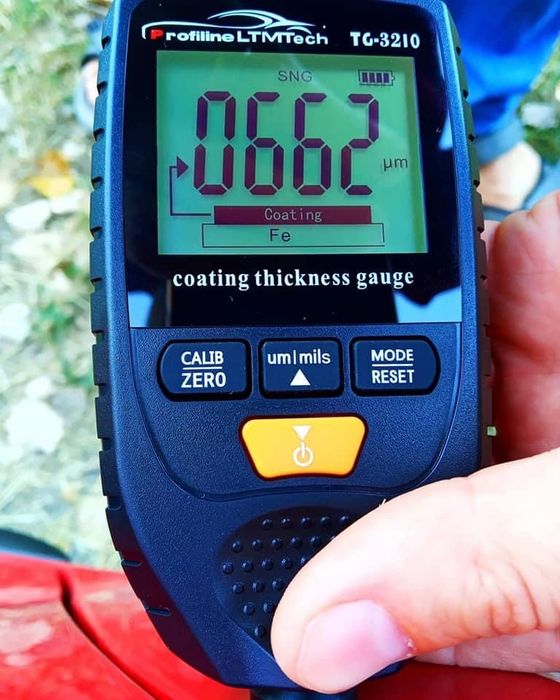 Profiline LTMTech TG-3210
SNG
0662 µm
Coating
Fe
coating thickness gauge
CALIB
ZERO
um|mils
MODE
RESET